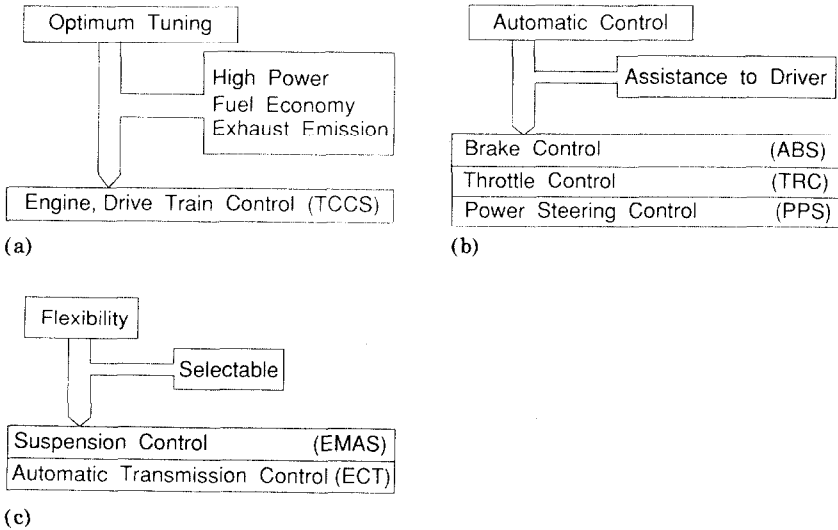 Optimum Tuning
High Power
Fuel Economy
Exhaust Emission
Engine, Drive Train Control (TCCS)
(a)
Automatic Control
Assistance to Driver
Brake Control (ABS)
Throttle Control (TRC)
Power Steering Control (PPS)
(b)
Flexibility
Selectable
Suspension Control (EMAS)
Automatic Transmission Control (ECT)
(c)